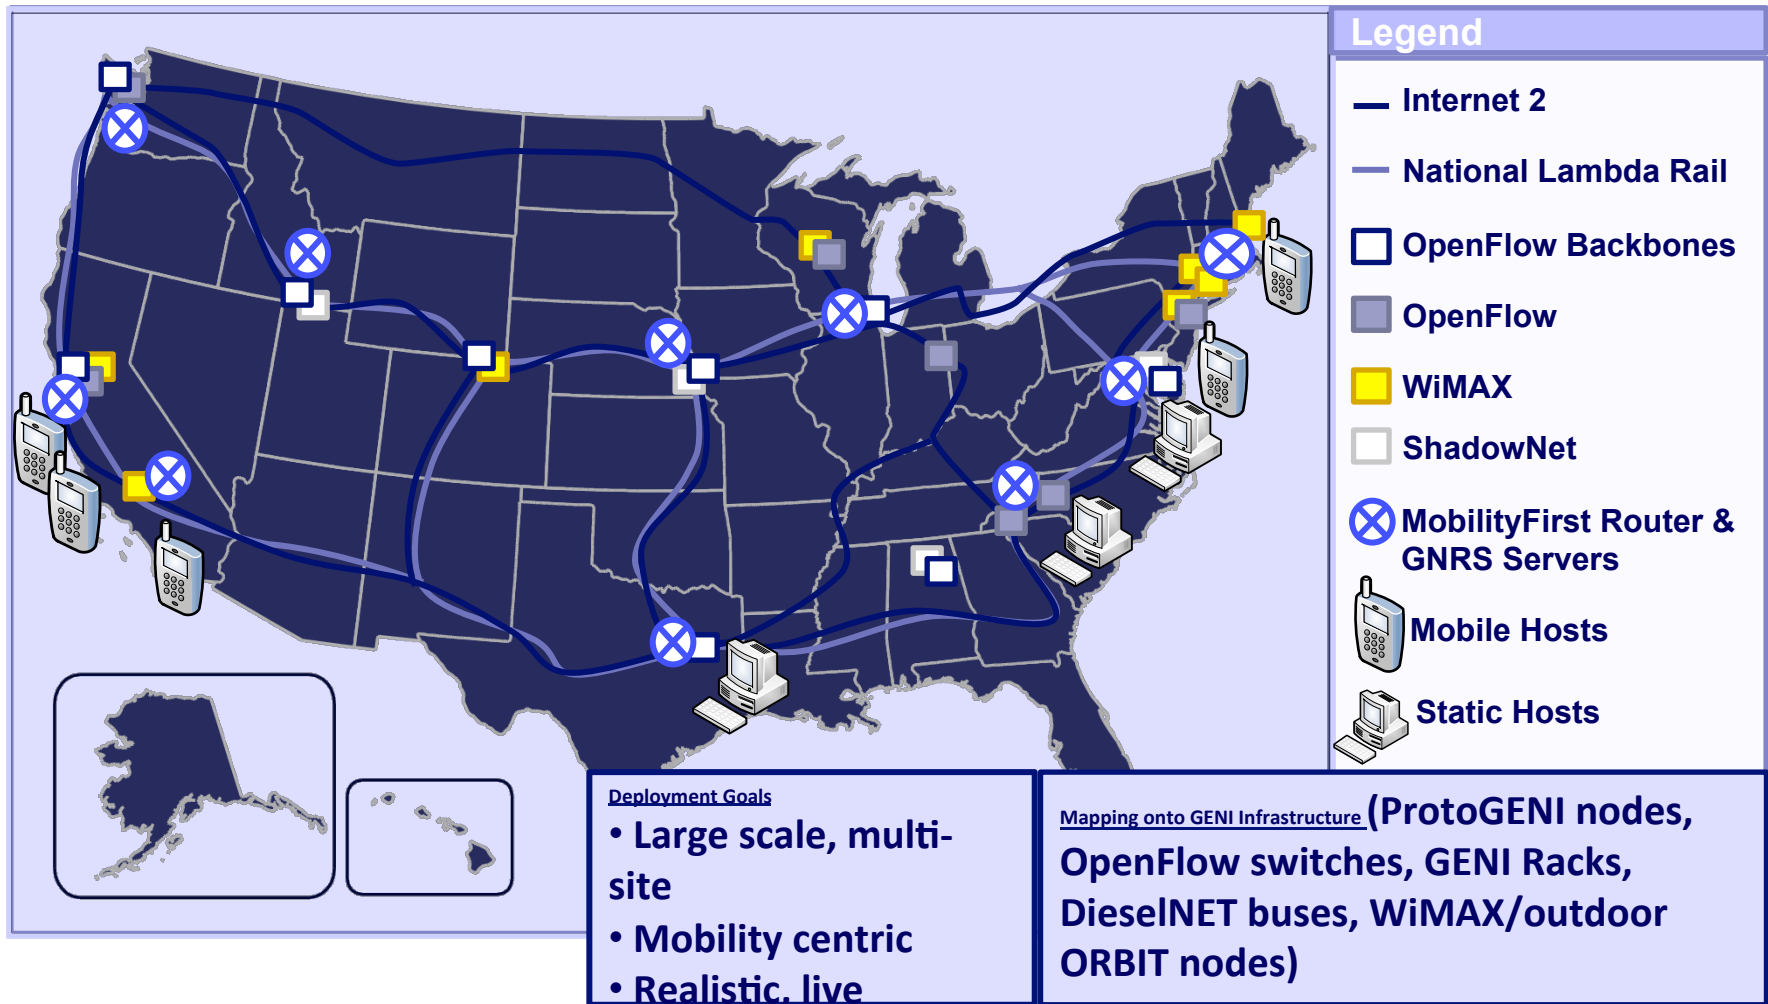 Legend
Internet 2
National Lambda Rail
OpenFlow Backbones
OpenFlow
WiMAX
ShadowNet
MobilityFirst Router &
GNRS Servers
Mobile Hosts
Static Hosts
Deployment Goals
• Large scale, multi-
site
• Mobility centric
• Realistic, live
Mapping onto GENI Infrastructure (ProtoGENI nodes,
OpenFlow switches, GENI Racks,
DieselNET buses, WiMAX/outdoor
ORBIT nodes)